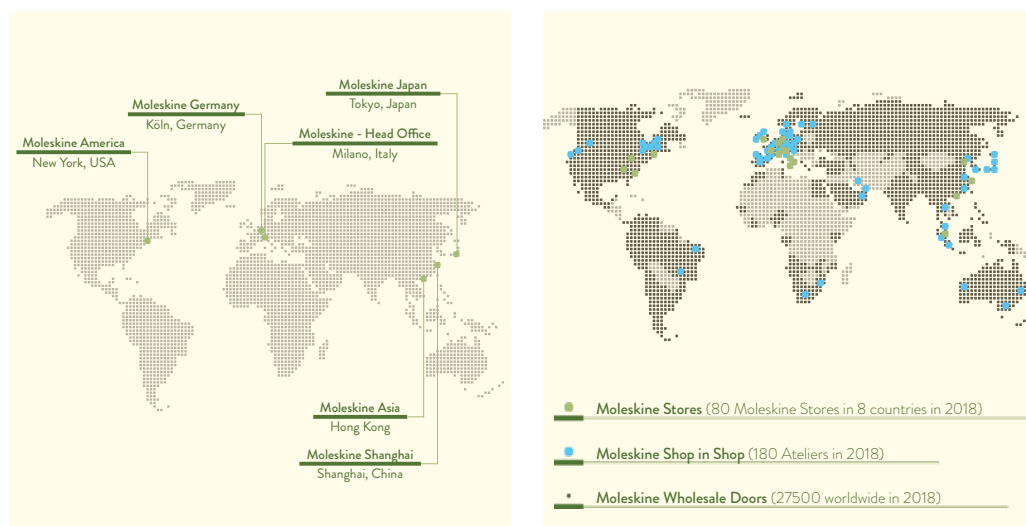 Moleskine Japan
Tokyo, Japan
Moleskine Germany
Köln, Germany
Moleskine - Head Office
Milano, Italy
Moleskine America
New York, USA
Moleskine Asia
Hong Kong
Moleskine Shanghai
Shanghai, China
Moleskine Stores (80 Moleskine Stores in 8 countries in 2018)
Moleskine Shop in Shop (180 Ateliers in 2018)
Moleskine Wholesale Doors (27500 worldwide in 2018)